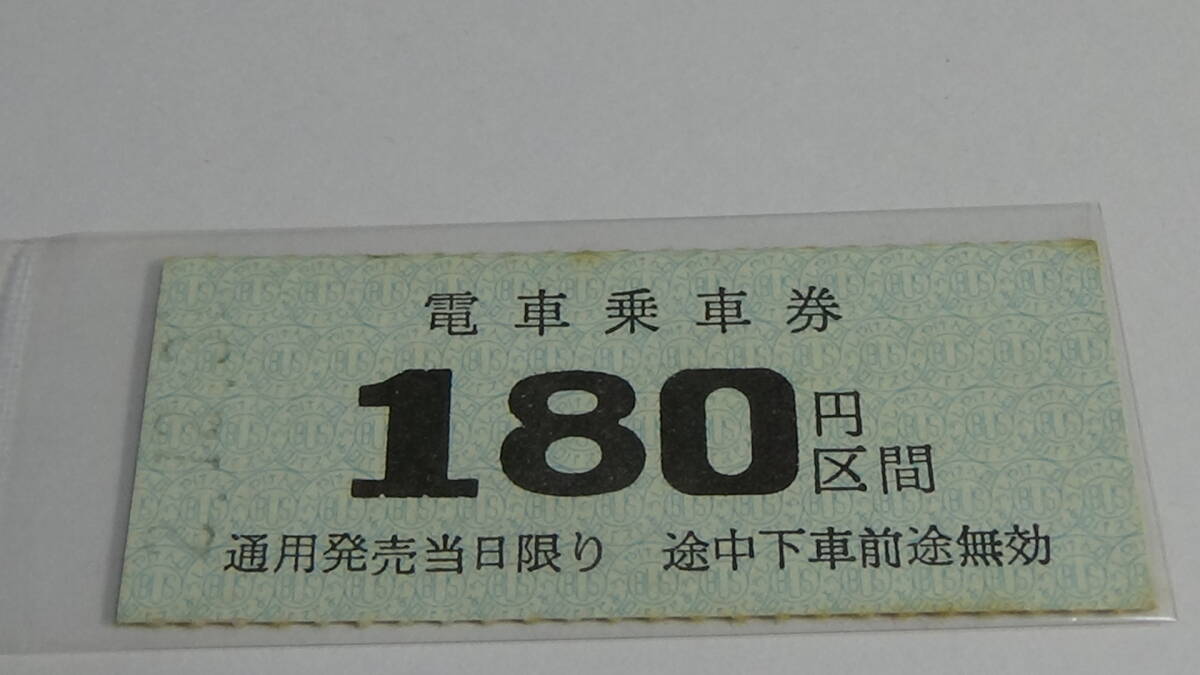 電車乗車券
180円
区間
通用発売当日限り 途中下車前途無効